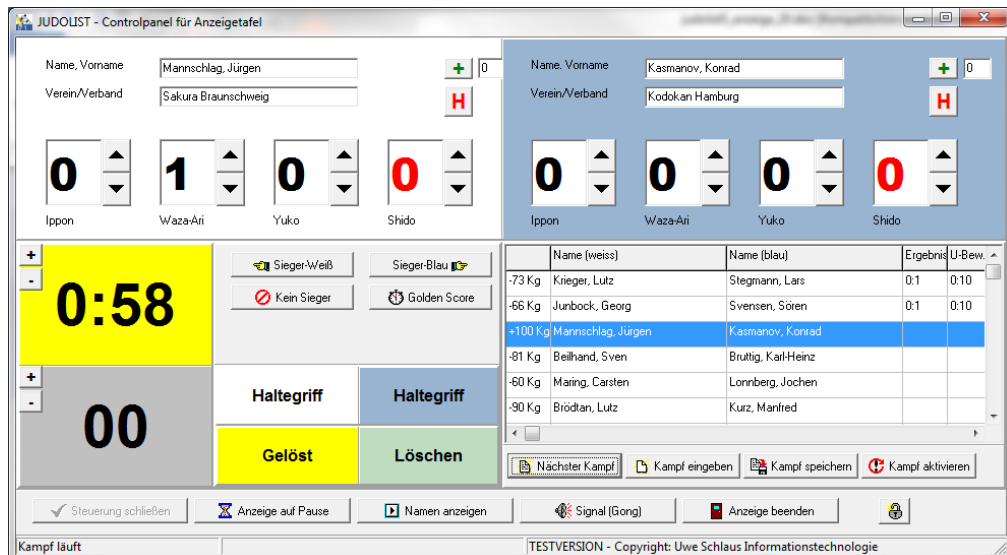 JUDOLIST - Controlpanel für Anzeigetafel
Name, Vorname Mannschlag, Jürgen + 0
Verein/Verband Sakura Braunschweig H
0 1 0 0
Ippon Waza-Ari Yuko Shido
Name. Vorname Kasmanov, Konrad + 0
Verein/Verband Kodokan Hamburg H
0 0 0 0
Ippon Waza-Ari Yuko Shido
+
-
0:58
+
-
00
Sieger-Weiß Sieger-Blau
Kein Sieger Golden Score
Haltegriff Haltegriff
Gelöst Löschen
Name (weiss) Name (blau) Ergebnis U-Bew.
-73 Kg Krieger, Lutz Stegmann, Lars 0:1 0:10
-66 Kg Junbock, Georg Svensen, Sören 0:1 0:10
+100 Kg Mannschlag, Jürgen Kasmanov, Konrad
-81 Kg Beilhand, Sven Bruttig, Karl-Heinz
-60 Kg Maring, Carsten Lonnberg, Jochen
-90 Kg Brödtan, Lutz Kurz, Manfred
Nächster Kampf Kampf eingeben Kampf speichern Kampf aktivieren
Steuerung schließen Anzeige auf Pause Namen anzeigen Signal (Gong) Anzeige beenden
Kampf läuft TESTVERSION - Copyright: Uwe Schlaus Informationstechnologie